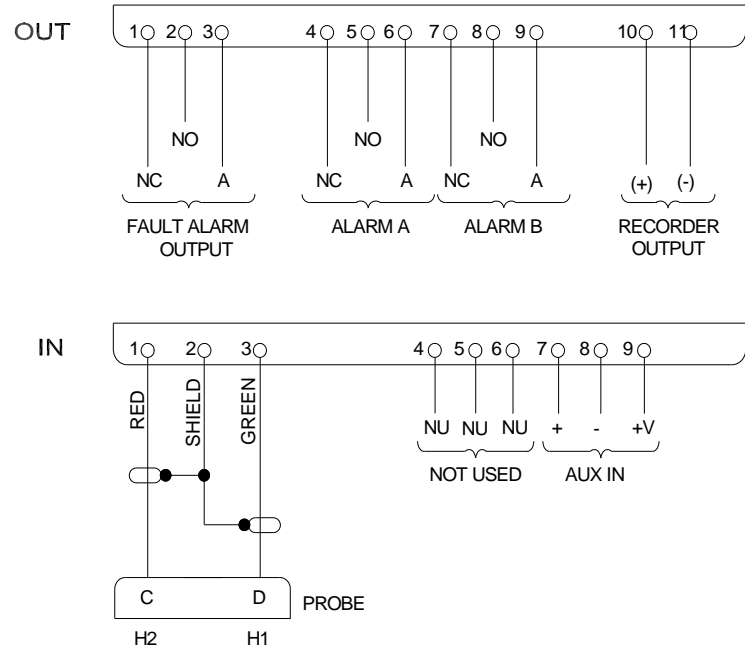 OUT
1 2 3 4 5 6 7 8 9 10 11
NO NO NO
NC A NC A NC A (+) (-)
FAULT ALARM
OUTPUT
ALARM A
ALARM B
RECORDER
OUTPUT
IN
1 2 3 4 5 6 7 8 9
RED
SHIELD
GREEN
NU NU NU + - +V
NOT USED
AUX IN
C D
PROBE
H2 H1